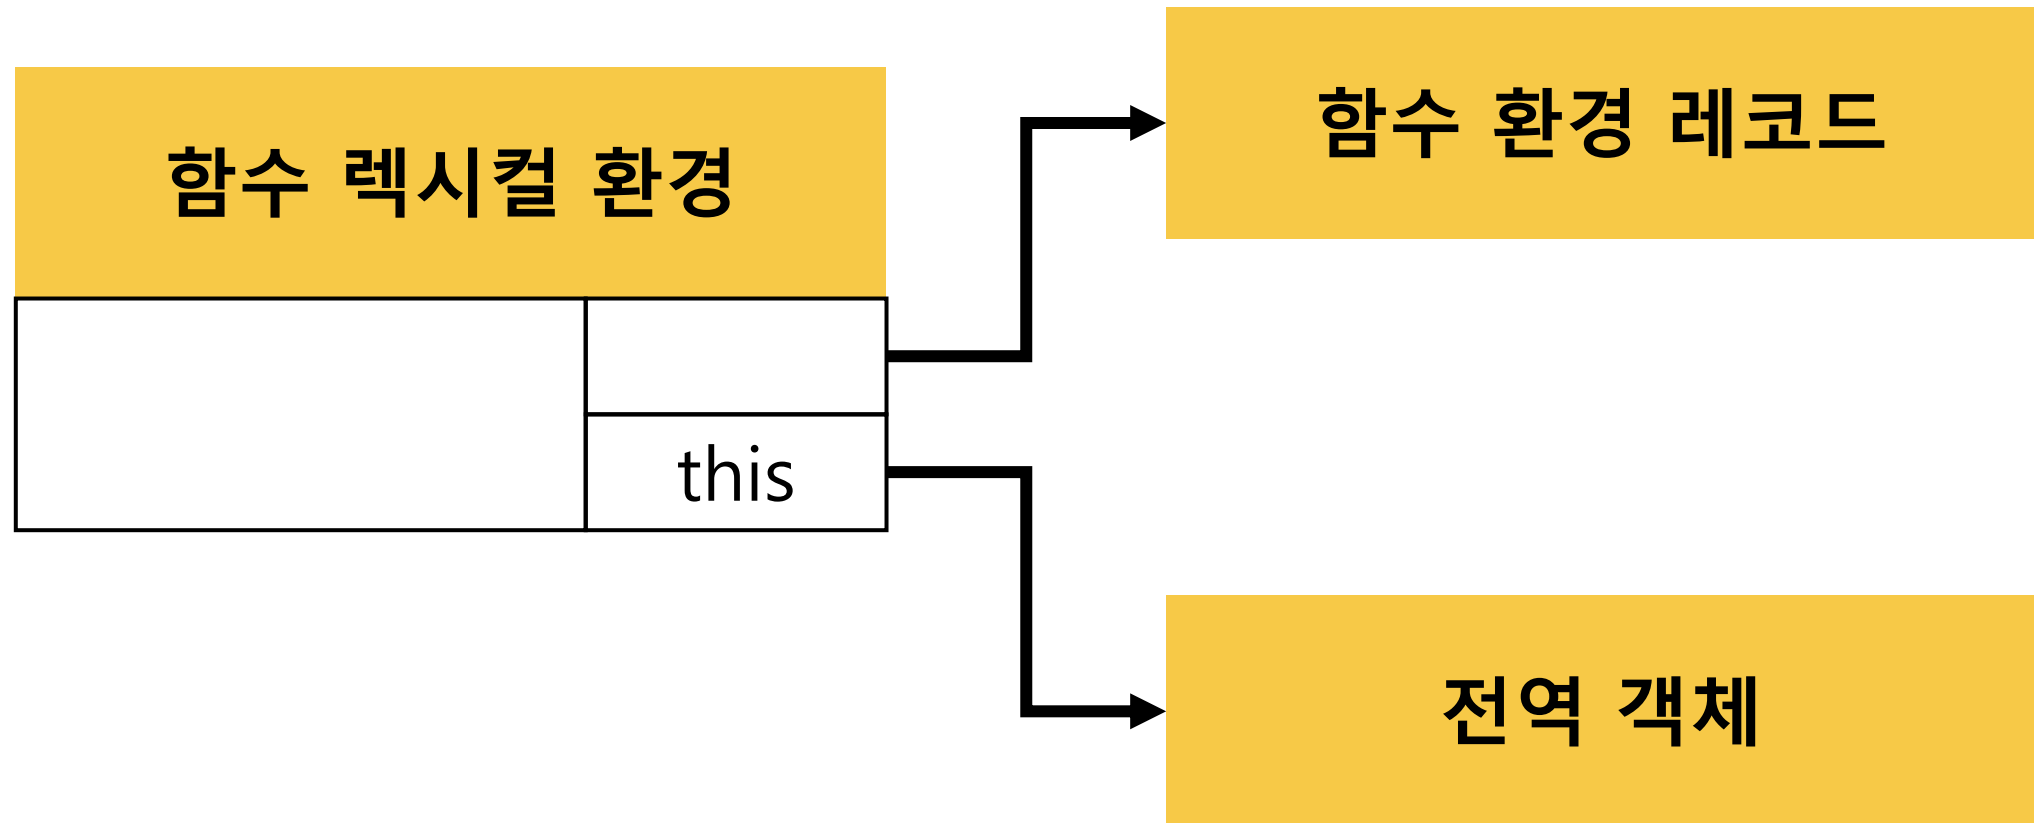 함수 환경 레코드
함수 렉시컬 환경
this
전역 객체